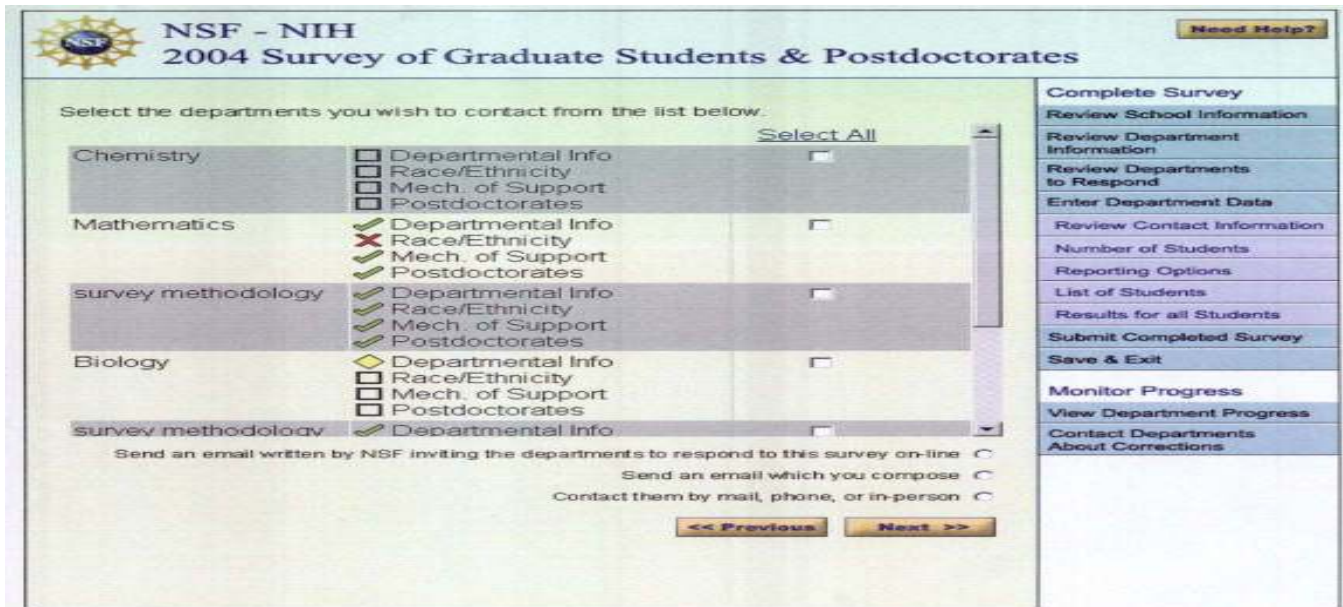 NSF
NSF - NIH
2004 Survey of Graduate Students & Postdoctorates
Need Help?
Select the departments you wish to contact from the list below.
Select All
Chemistry
Departmental Info
Race/Ethnicity
Mech. of Support
Postdoctorates
Mathematics
Departmental Info
Race/Ethnicity
Mech. of Support
Postdoctorates
survey methodology
Departmental Info
Race/Ethnicity
Mech. of Support
Postdoctorates
Biology
Departmental Info
Race/Ethnicity
Mech. of Support
Postdoctorates
survey methodology
Departmental Info
Send an email written by NSF inviting the departments to respond to this survey on-line
Send an email which you compose
Contact them by mail, phone, or in-person
<< Previous
Next >>
Complete Survey
Review School Information
Review Department
Information
Review Departments
to Respond
Enter Department Data
Review Contact Information
Number of Students
Reporting Options
List of Students
Results for all Students
Submit Completed Survey
Save & Exit
Monitor Progress
View Department Progress
Contact Departments
About Corrections